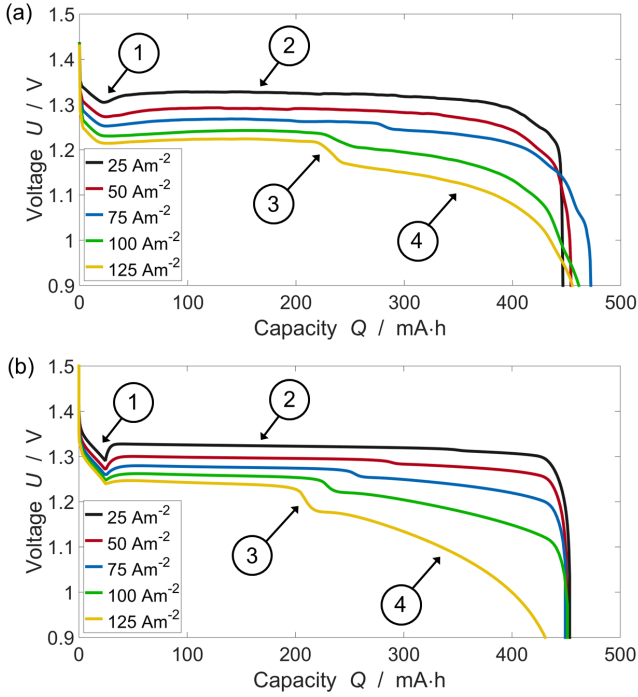 (a)
1.5
1.4
1.3
1.2
1.1
1
0.9
Voltage U / V
1
2
3
4
25 Am-2
50 Am-2
75 Am-2
100 Am-2
125 Am-2
0 100 200 300 400 500
Capacity Q / mA·h
(b)
1.5
1.4
1.3
1.2
1.1
1
0.9
Voltage U / V
1
2
3
4
25 Am-2
50 Am-2
75 Am-2
100 Am-2
125 Am-2
0 100 200 300 400 500
Capacity Q / mA·h